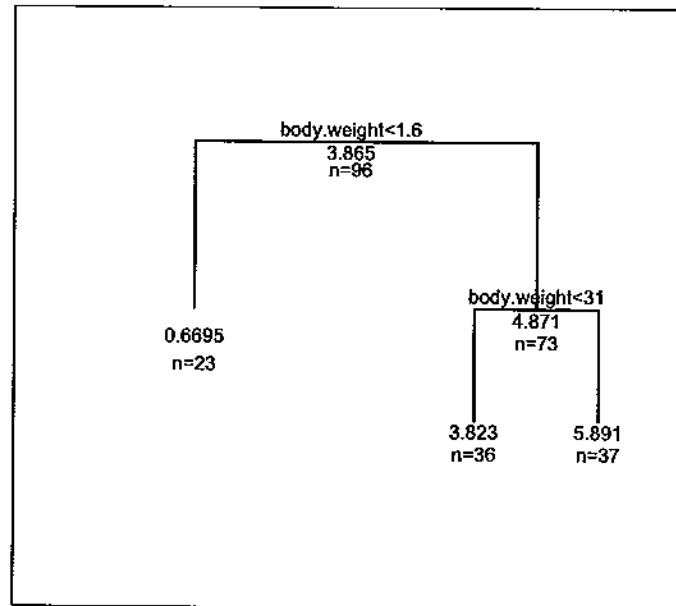 body.weight<1.6
3.865
n=96
body.weight<31
4.871
n=73
0.6695
n=23
3.823
n=36
5.891
n=37